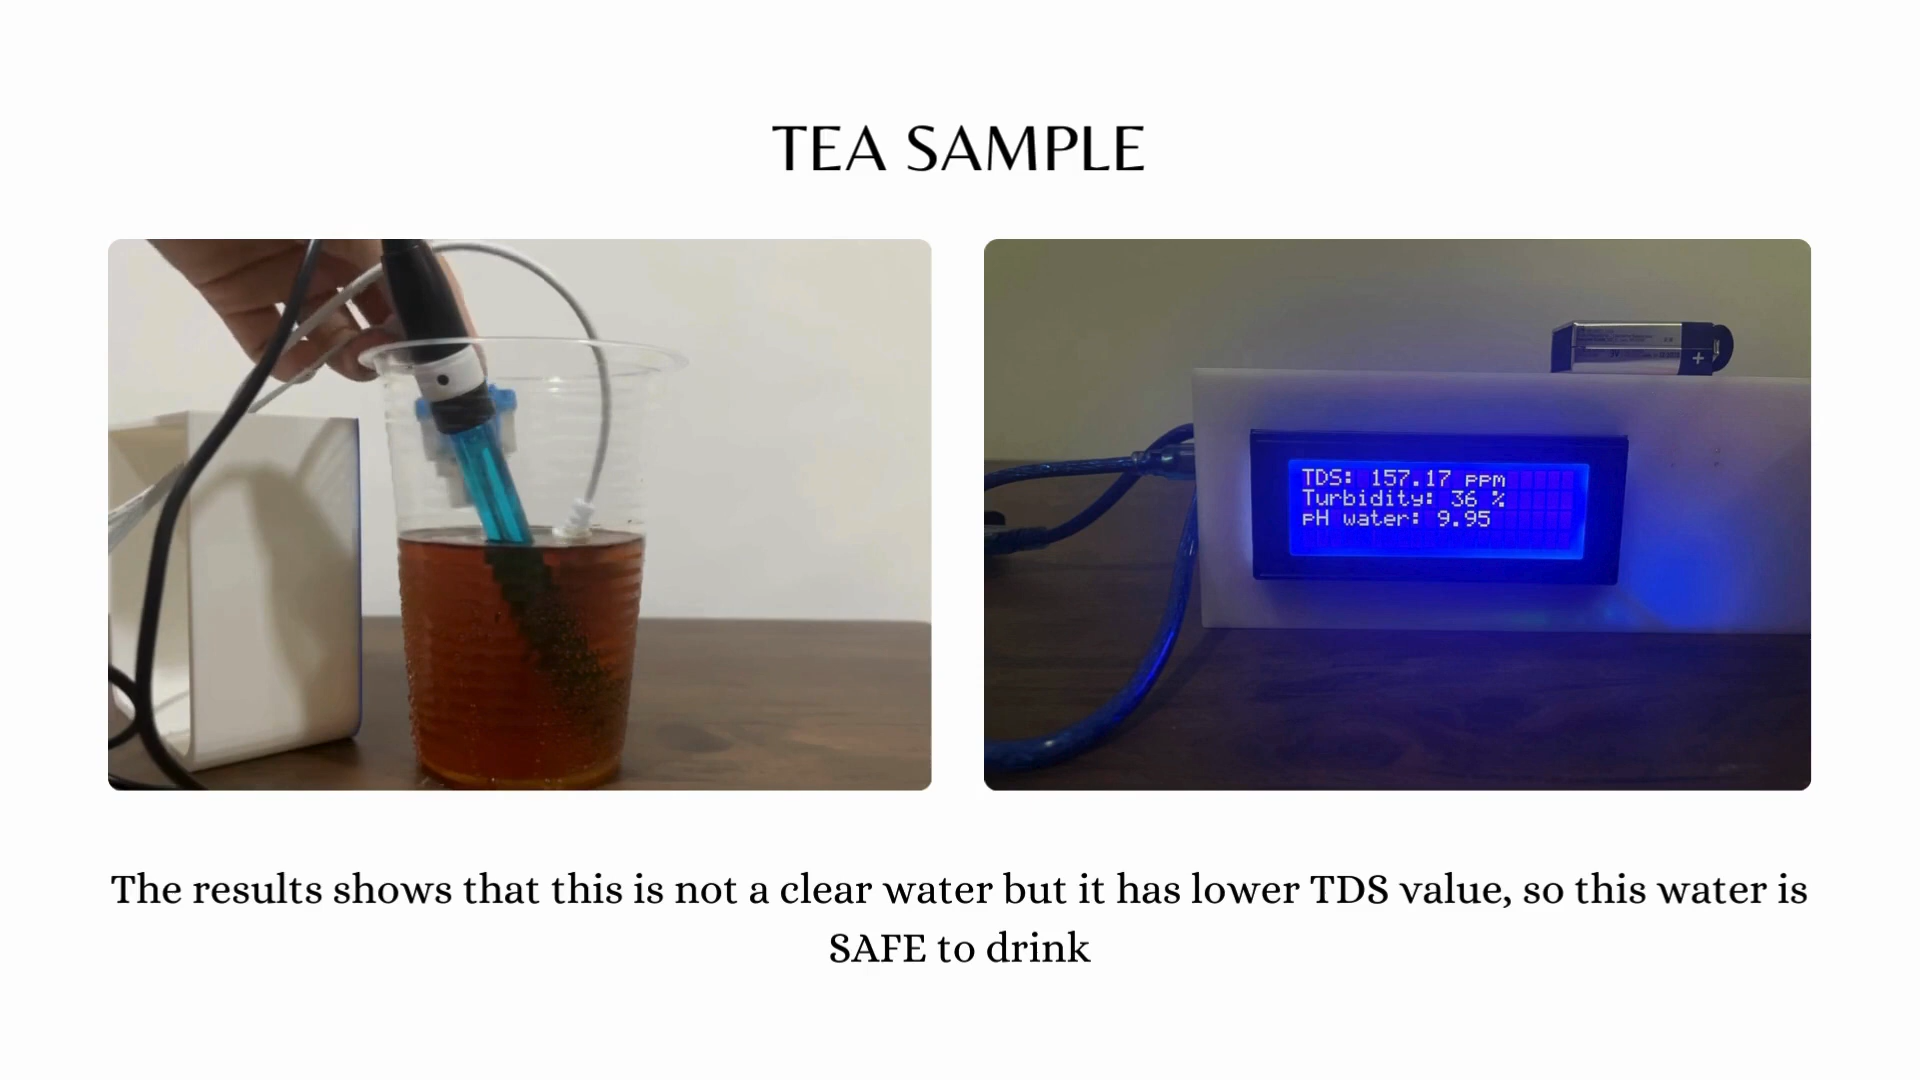 TEA SAMPLE
TDS: 157.17 ppm
Turbidity: 36 %
pH water: 9.95
+
3V
The results shows that this is not a clear water but it has lower TDS value, so this water is
SAFE to drink